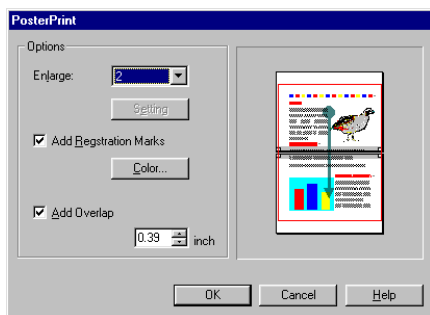 PosterPrint
Options
Enlarge:
2
Setting
Add Regstration Marks
Color...
Add Overlap
0.39
inch
OK
Cancel
Help